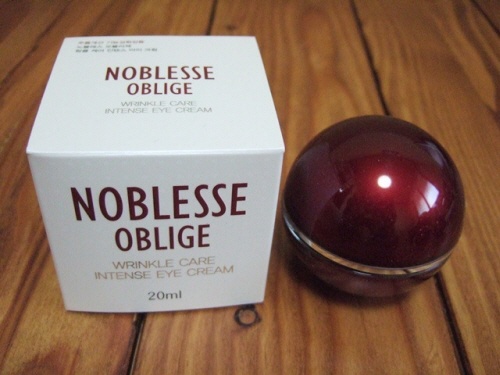 NOBLESSE
OBLIGE
WRINKLE CARE
INTENSE EYE CREAM
NOBLESSE
OBLIGE
WRINKLE CARE
INTENSE EYE CREAM
20ml